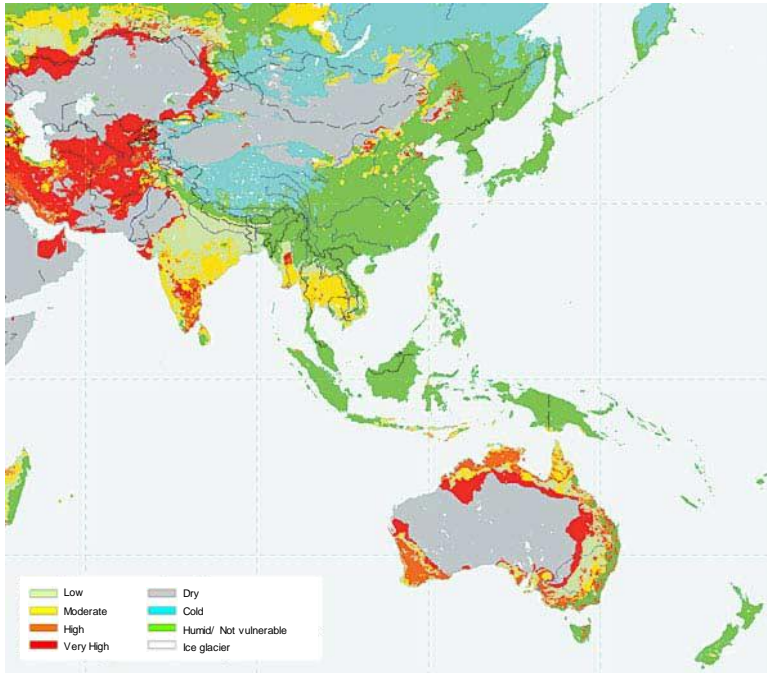 Low
Moderate
High
Very High
Dry
Cold
Humid/ Not vulnerable
Ice glacier